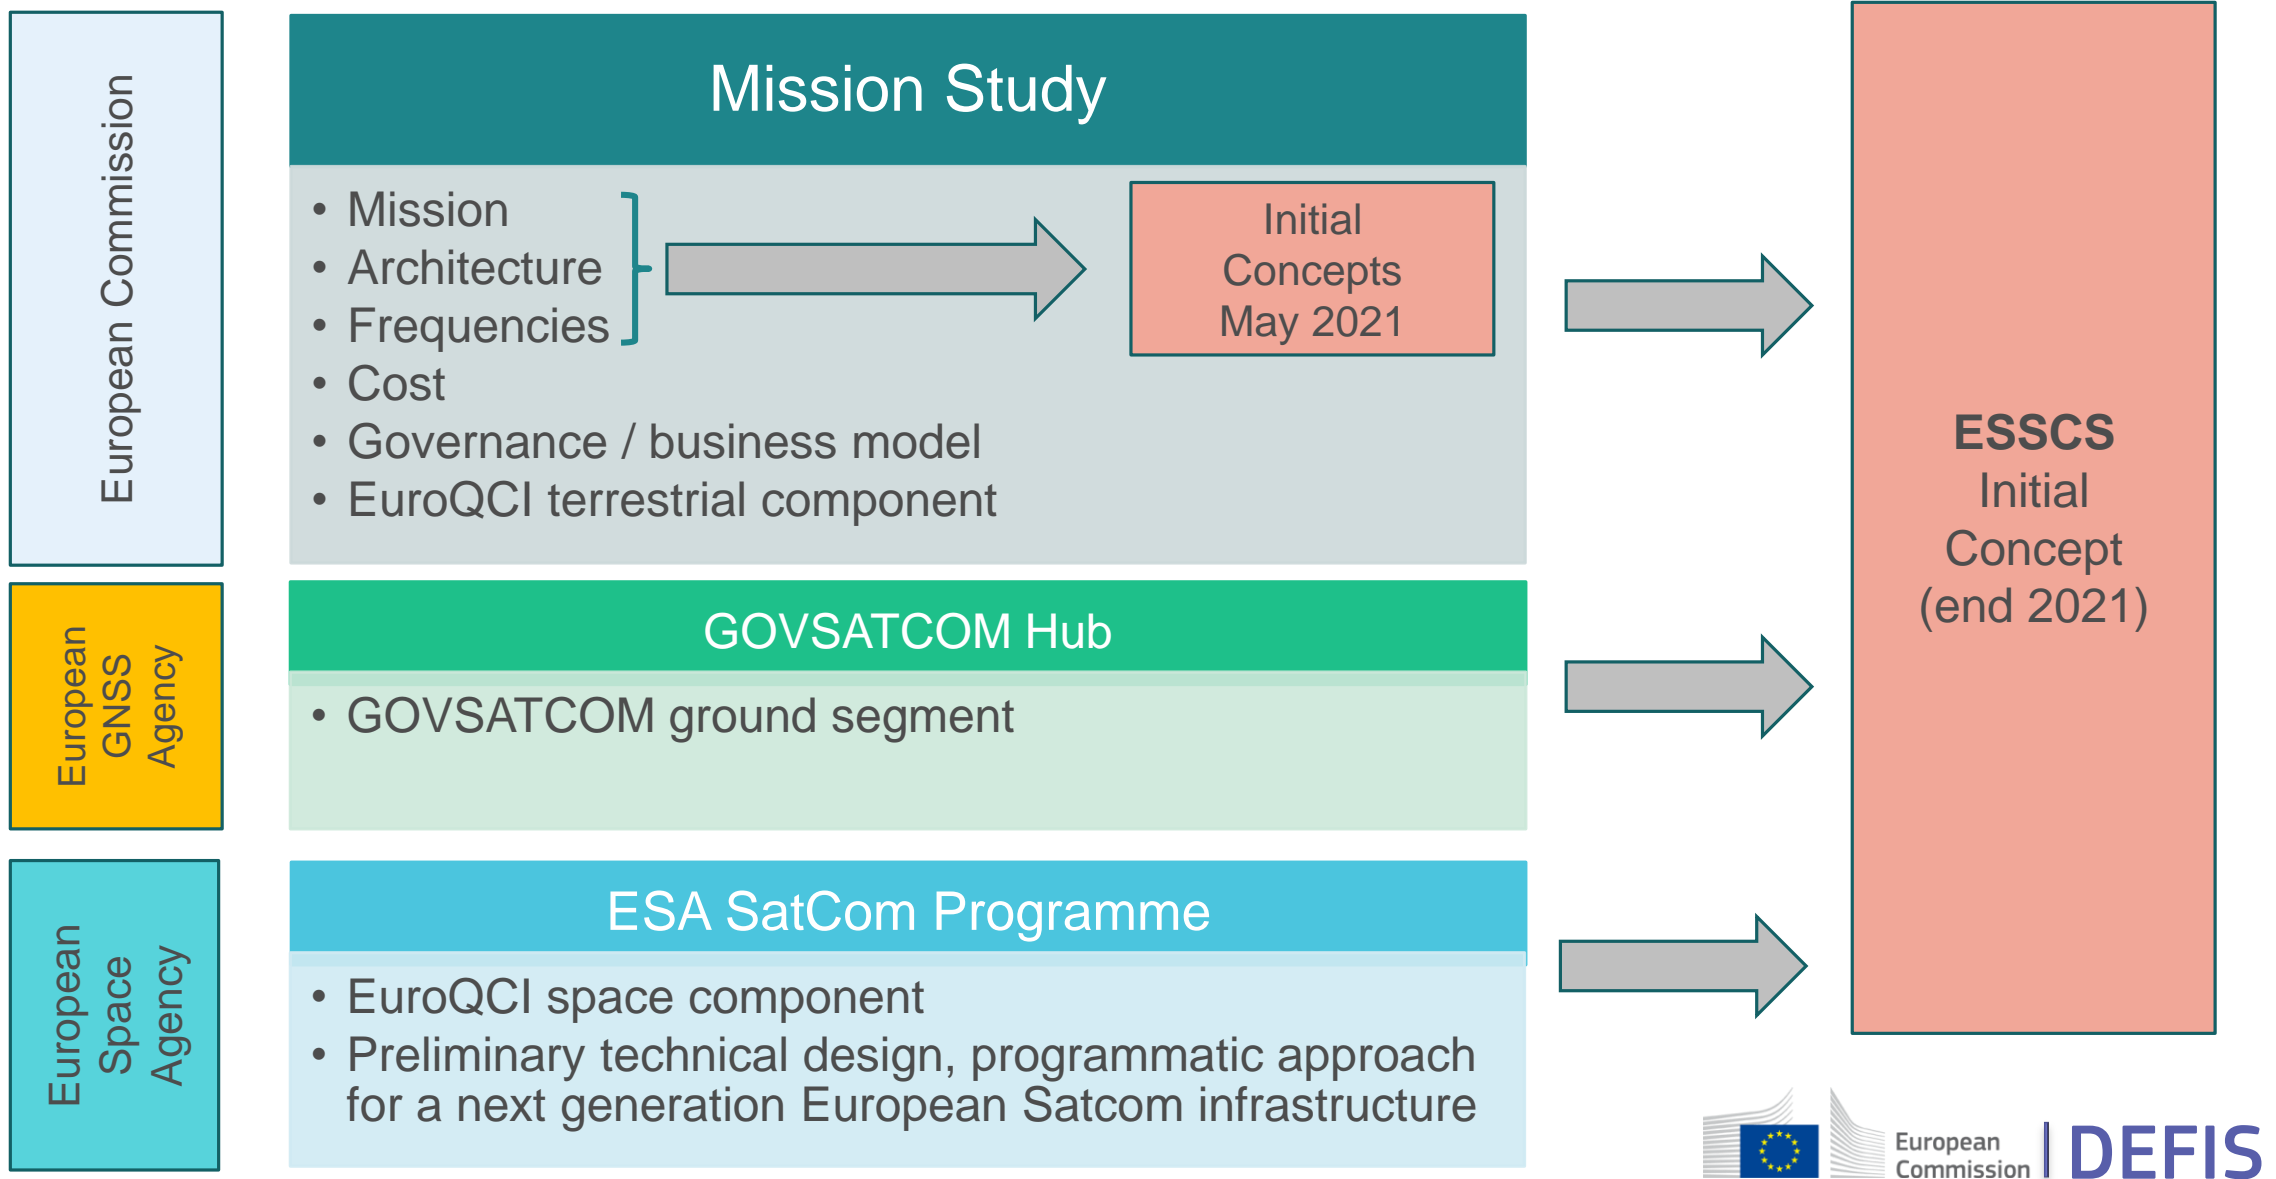 European Commission
Mission Study
• Mission
• Architecture
• Frequencies
• Cost
• Governance / business model
• EuroQCI terrestrial component
Initial
Concepts
May 2021
European
GNSS
Agency
GOVSATCOM Hub
• GOVSATCOM ground segment
European
Space
Agency
ESA SatCom Programme
• EuroQCI space component
• Preliminary technical design, programmatic approach
for a next generation European Satcom infrastructure
ESSCS
Initial
Concept
(end 2021)
European
Commission
DEFIS